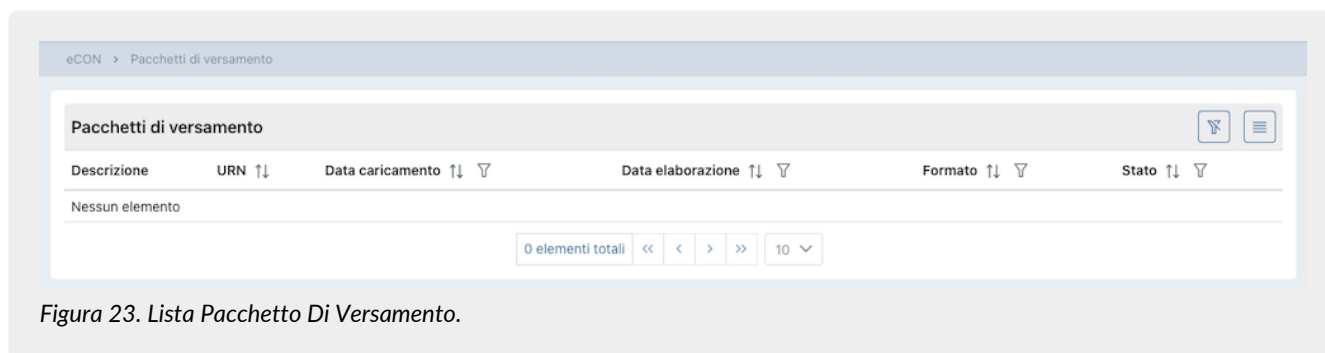 eCON > Pacchetti di versamento
Pacchetti di versamento
Descrizione URN Data caricamento Data elaborazione Formato Stato
Nessun elemento
0 elementi totali << < > >> 10
Figura 23. Lista Pacchetto Di Versamento.